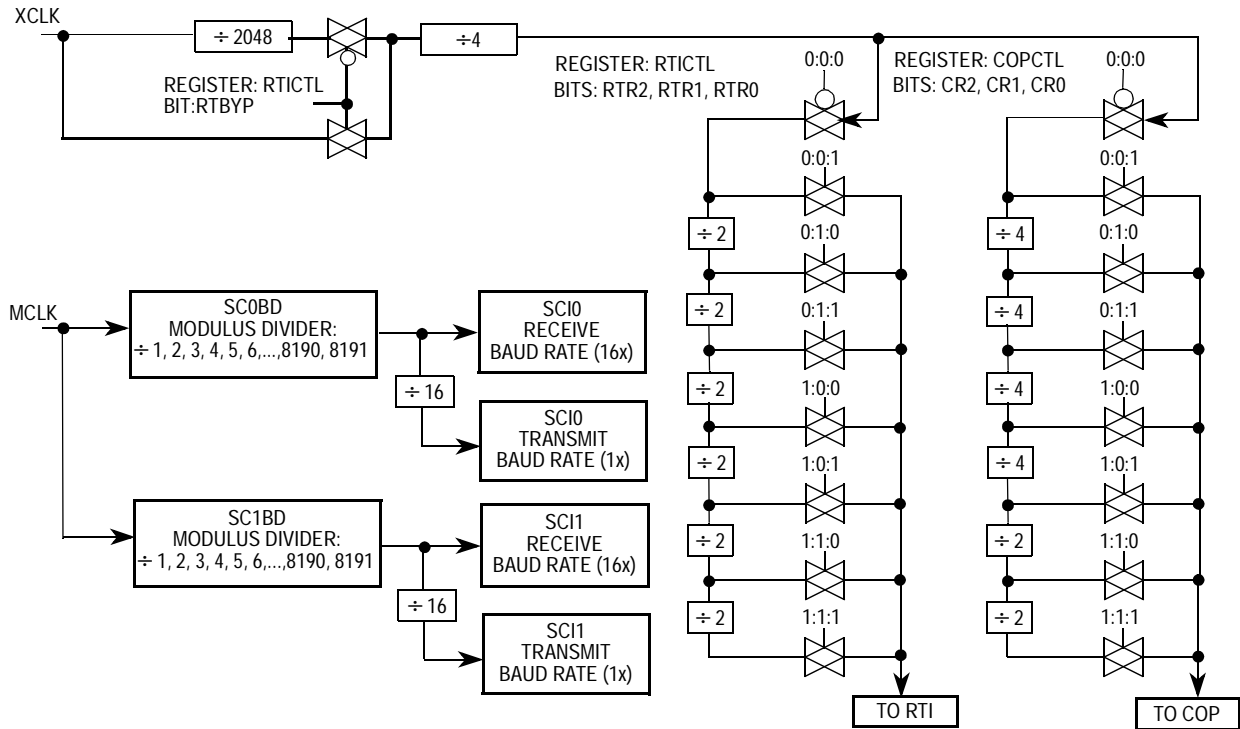 XCLK
÷ 2048
÷4
REGISTER: RTICTL
BIT:RTBYP
REGISTER: RTICTL
BITS: RTR2, RTR1, RTR0
0:0:0
REGISTER: COPCTL
BITS: CR2, CR1, CR0
0:0:0
0:0:1
÷ 2
0:1:0
÷ 2
0:1:1
÷ 2
1:0:0
÷ 2
1:0:1
÷ 2
1:1:0
÷ 2
1:1:1
TO RTI
0:0:1
÷ 4
0:1:0
÷ 4
0:1:1
÷ 4
1:0:0
÷ 4
1:0:1
÷ 2
1:1:0
÷ 2
1:1:1
TO COP
MCLK
SC0BD
MODULUS DIVIDER:
÷ 1, 2, 3, 4, 5, 6,...,8190, 8191
SCI0
RECEIVE
BAUD RATE (16x)
÷ 16
SCI0
TRANSMIT
BAUD RATE (1x)
SC1BD
MODULUS DIVIDER:
÷ 1, 2, 3, 4, 5, 6,...,8190, 8191
SCI1
RECEIVE
BAUD RATE (16x)
÷ 16
SCI1
TRANSMIT
BAUD RATE (1x)